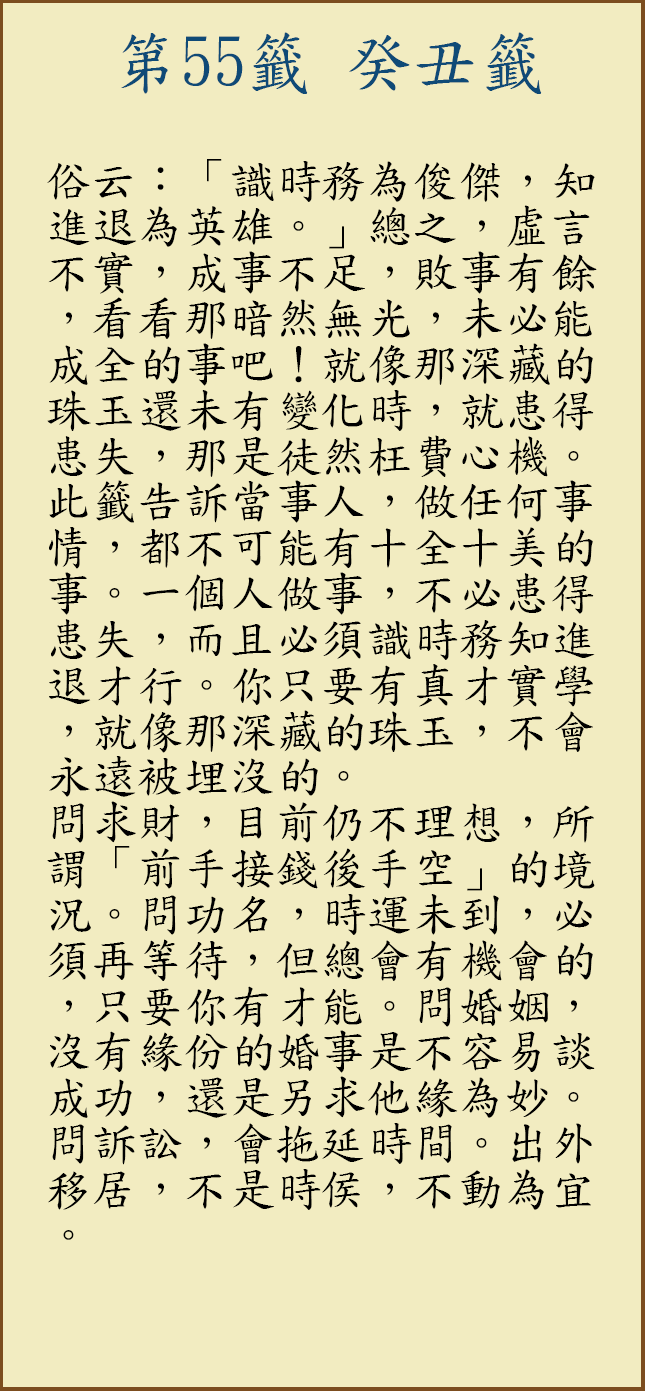 第55籤 癸丑籤
俗云：「識時務為俊傑，知
進退為英雄。」總之，虛言
不實，成事不足，敗事有餘
，看看那暗然無光，未必能
成全的事吧！就像那深藏的
珠玉還未有變化時，就患得
患失，那是徒然枉費心機。
此籤告訴當事人，做任何事
情，都不可能有十全十美的
事。一個人做事，不必患得
患失，而且必須識時務知進
退才行。你只要有真才實學
，就像那深藏的珠玉，不會
永遠被埋沒的。
問求財，目前仍不理想，所
謂「前手接錢後手空」的境
況。問功名，時運未到，必
須再等待，但總會有機會的
，只要你有才能。問婚姻，
沒有緣份的婚事是不容易談
成功，還是另求他緣為妙。
問訴訟，會拖延時間。出外
移居，不是時侯，不動為宜
。